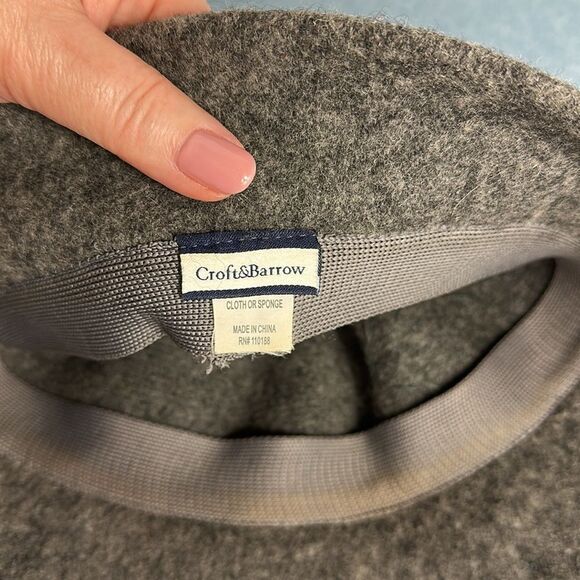 Croft&Barrow
CLOTH OR SPONGE
MADE IN CHINA
RN# 110188